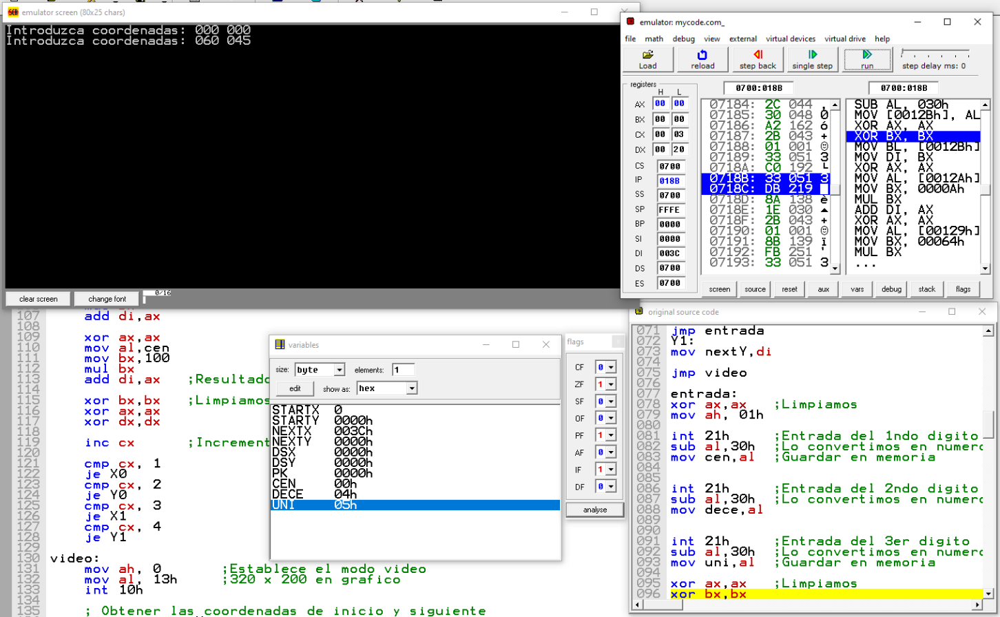 emulator screen (80x25 chars)
Introduzca coordenadas: 000 000
Introduzca coordenadas: 060 045
clear screen
change font
0/16
emulator: mycode.com_
file math debug view external virtual devices virtual drive help
Load reload step back single step run step delay ms: 0
registers
H L
AX 00 00
BX 00 00
CX 00 03
DX 00 20
CS 0700
IP 018B
SS 0700
SP FFFE
BP 0000
SI 0000
DI 003C
DS 0700
ES 0700
0700:018B
0700:018B
07184: 2C 044 ,
07185: 30 048 0
07186: A2 162 ó
07187: 2B 043 +
07188: 01 001 ☺
07189: 33 051 3
0718A: C0 192 └
0718B: 33 051 3
0718C: DB 219 █
0718D: 8A 138 è
0718E: 1E 030 ▲
0718F: 2B 043 +
07190: 01 001 ☺
07191: 8B 139 ï
07192: FB 251 '
07193: 33 051 3
SUB AL, 030h
MOV [0012Bh], AL
XOR AX, AX
XOR BX, BX
MOV BL, [0012Bh]
MOV DI, BX
XOR AX, AX
MOV AL, [0012Ah]
MOV BX, 0000Ah
MUL BX
ADD DI, AX
XOR AX, AX
MOV AL, [00129h]
MOV BX, 00064h
MUL BX
...
screen source reset aux vars debug stack flags
107 add di,ax
108
109 xor ax,ax
110 mov al,cen
111 mov bx,100
112 mul bx
113 add di,ax ;Resultado
114
115 xor bx,bx ;Limpiamos
116 xor ax,ax
117 xor dx,dx
118
119 inc cx ;Increment
120
121 cmp cx, 1
122 je X0
123 cmp cx, 2
124 je Y0
125 cmp cx, 3
126 je X1
127 cmp cx, 4
128 je Y1
129
130 video:
131 mov ah, 0 ;Establece el modo video
132 mov al, 13h ;320 x 200 en grafico
133 int 10h
134
135 ; Obtener las coordenadas de inicio y siguiente
variables
size: byte elements: 1
edit show as: hex
STARTX 0
STARTY 0000h
NEXTX 003Ch
NEXTY 0000h
DSX 0000h
DSY 0000h
PK 0000h
CEN 00h
DECE 04h
UNI 05h
flags
CF 0
ZF 1
SF 0
OF 0
PF 1
AF 0
IF 1
DF 0
analyse
original source code
071 jmp entrada
072 Y1:
073 mov nextY,di
074
075 jmp video
076
077 entrada:
078 xor ax,ax ;Limpiamos
079 mov ah, 01h
080
081 int 21h ;Entrada del 1ndo digito
082 sub al,30h ;Lo convertimos en numero
083 mov cen,al ;Guardar en memoria
084
085
086 int 21h ;Entrada del 2ndo digito
087 sub al,30h ;Lo convertimos en numero
088 mov dece,al
089
090
091 int 21h ;Entrada del 3er digito
092 sub al,30h ;Lo convertimos en numero
093 mov uni,al ;Guardar en memoria
094
095 xor ax,ax ;Limpiamos
096 xor bx,bx